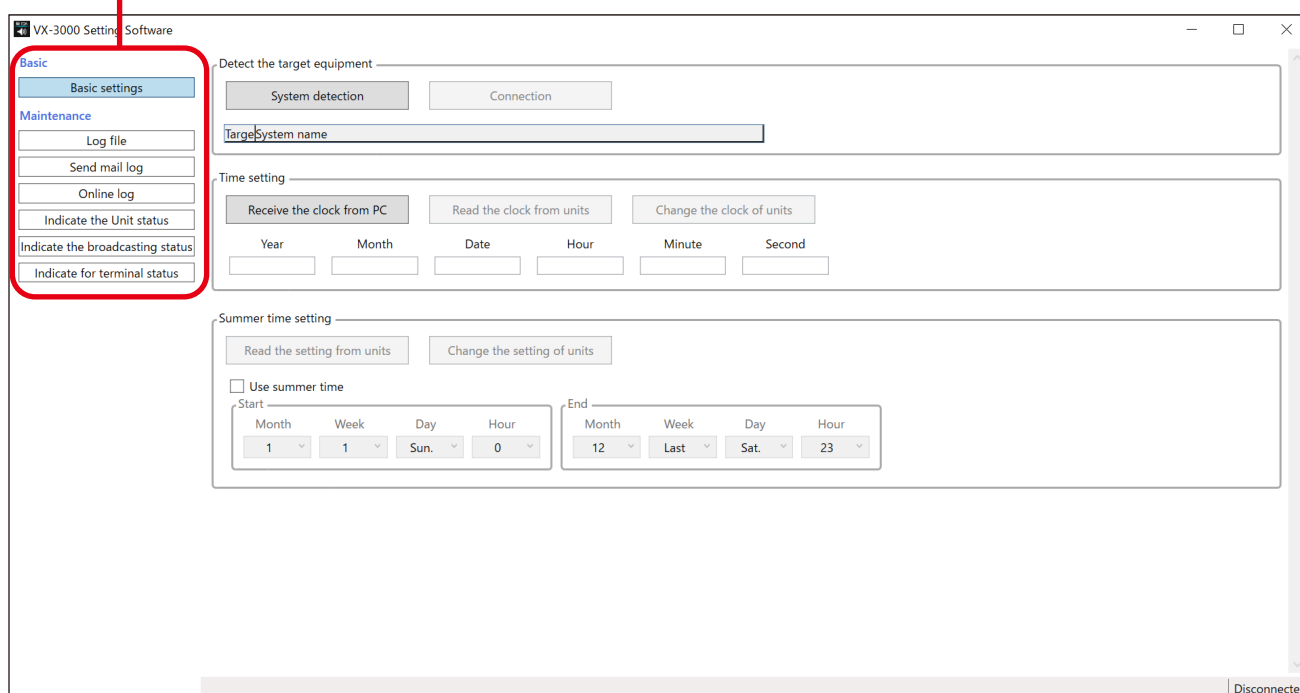 VX-3000 Setting Software
Basic
Basic settings
Maintenance
Log file
Send mail log
Online log
Indicate the Unit status
Indicate the broadcasting status
Indicate for terminal status
Detect the target equipment
System detection Connection
Targe System name
Time setting
Receive the clock from PC Read the clock from units Change the clock of units
Year Month Date Hour Minute Second
Summer time setting
Read the setting from units Change the setting of units
Use summer time
Start
Month Week Day Hour
1 1 Sun. 0
End
Month Week Day Hour
12 Last Sat. 23
Disconnecte